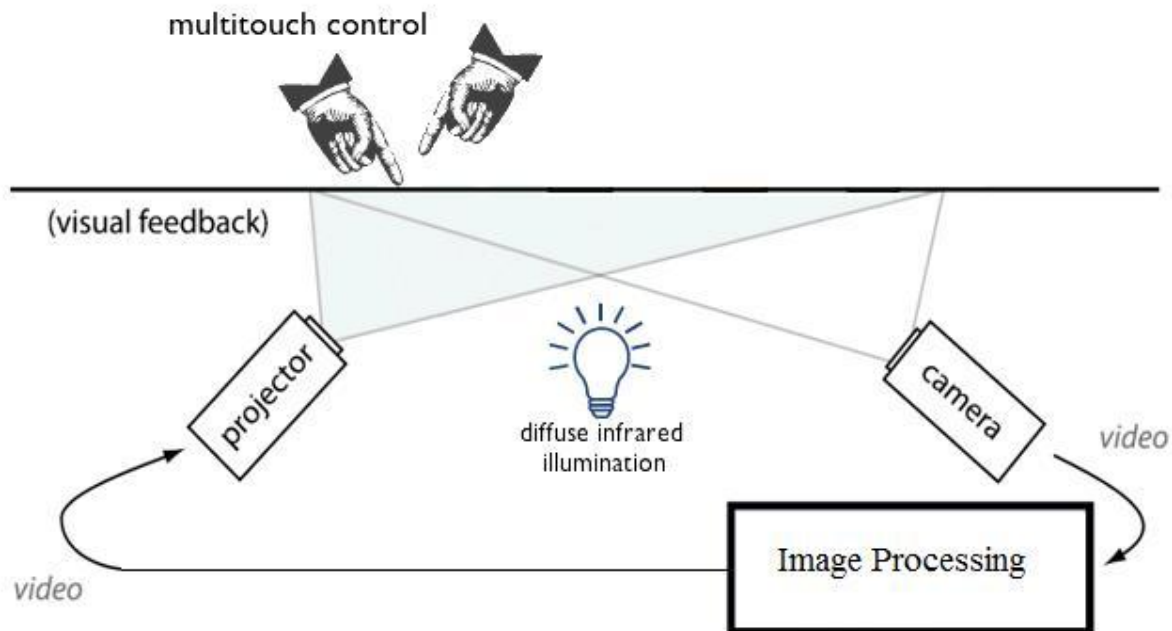 multitouch control
(visual feedback)
projector
camera
diffuse infrared
illumination
video
Image Processing
video